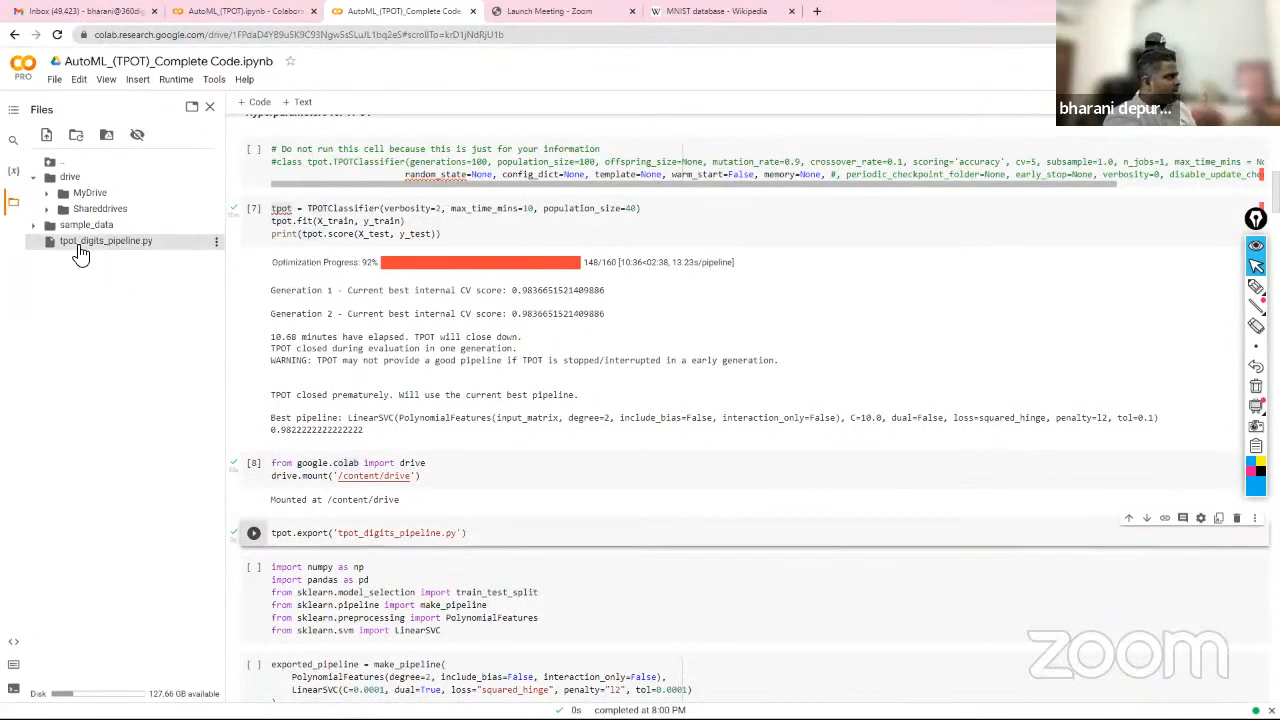 Inbox (49,423) - bharani@360dig
AutoML_(TPOT).ipynb - Colabora
AutoML_(TPOT)_Complete Code.ip
Launch Meeting - Zoom
MNIST database - Wikipedia
colab.research.google.com/drive/1FPdaD4YB9u5K9C93Ngw5sSLuJL1bq2eS#scrollTo=krD1jNdRjU1b
PRO
AutoML_(TPOT)_Complete Code.ipynb
File Edit View Insert Runtime Tools Help
bharani depur...
Files
+ Code + Text
..
drive
MyDrive
Shareddrives
sample_data
tpot_digits_pipeline.py
[ ] # Do not run this cell because this is just for your information
#class tpot.TPOTClassifier(generations=100, population_size=100, offspring_size=None, mutation_rate=0.9, crossover_rate=0.1, scoring='accuracy', cv=5, subsample=1.0, n_jobs=1, max_time_mins = No
random_state=None, config_dict=None, template=None, warm_start=False, memory=None, #, periodic_checkpoint_folder=None, early_stop=None, verbosity=0, disable_update_che
[7] tpot = TPOTClassifier(verbosity=2, max_time_mins=10, population_size=40)
tpot.fit(X_train, y_train)
print(tpot.score(X_test, y_test))
Optimization Progress: 92% 148/160 [10:36<02:38, 13.23s/pipeline]
Generation 1 - Current best internal CV score: 0.9836651521409886
Generation 2 - Current best internal CV score: 0.9836651521409886
10.68 minutes have elapsed. TPOT will close down.
TPOT closed during evaluation in one generation.
WARNING: TPOT may not provide a good pipeline if TPOT is stopped/interrupted in a early generation.
TPOT closed prematurely. Will use the current best pipeline.
Best pipeline: LinearSVC(PolynomialFeatures(input_matrix, degree=2, include_bias=False, interaction_only=False), C=10.0, dual=False, loss=squared_hinge, penalty=l2, tol=0.1)
0.9822222222222222
[8] from google.colab import drive
drive.mount('/content/drive')
Mounted at /content/drive
tpot.export('tpot_digits_pipeline.py')
[ ] import numpy as np
import pandas as pd
from sklearn.model_selection import train_test_split
from sklearn.pipeline import make_pipeline
from sklearn.preprocessing import PolynomialFeatures
from sklearn.svm import LinearSVC
[ ] exported_pipeline = make_pipeline(
PolynomialFeatures(degree=2, include_bias=False, interaction_only=False),
LinearSVC(C=0.0001, dual=True, loss="squared_hinge", penalty="l2", tol=0.0001)
zoom
Disk 127.66 GB available
0s completed at 8:00 PM